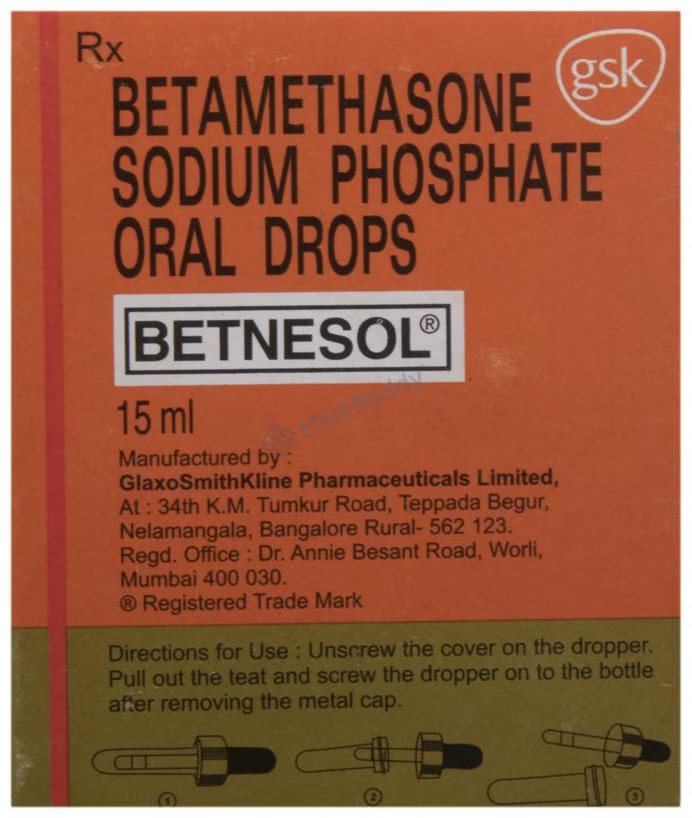 Rx
gsk
BETAMETHASONE
SODIUM PHOSPHATE
ORAL DROPS
BETNESOL®
15 ml
MediBuddy
Manufactured by :
GlaxoSmithKline Pharmaceuticals Limited,
At : 34th K.M. Tumkur Road, Teppada Begur,
Nelamangala, Bangalore Rural- 562 123.
Regd. Office : Dr. Annie Besant Road, Worli,
Mumbai 400 030.
® Registered Trade Mark
Directions for Use : Unscrew the cover on the dropper.
Pull out the teat and screw the dropper on to the bottle
after removing the metal cap.
1 2 3